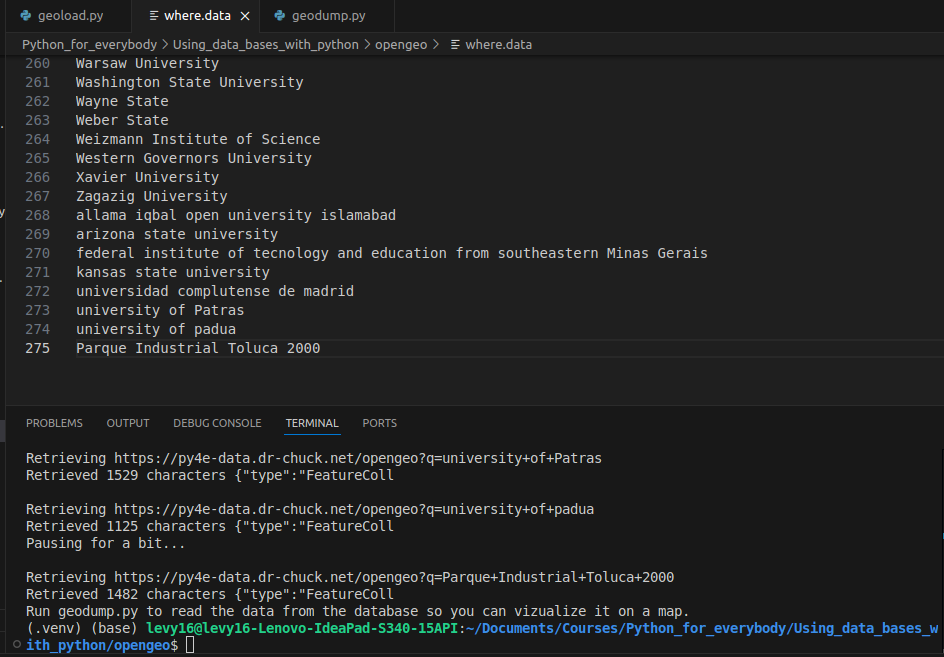 geoload.py
where.data
geodump.py
Python_for_everybody > Using_data_bases_with_python > opengeo > where.data
260 Warsaw University
261 Washington State University
262 Wayne State
263 Weber State
264 Weizmann Institute of Science
265 Western Governors University
266 Xavier University
267 Zagazig University
268 allama iqbal open university islamabad
269 arizona state university
270 federal institute of tecnology and education from southeastern Minas Gerais
271 kansas state university
272 universidad complutense de madrid
273 university of Patras
274 university of padua
275 Parque Industrial Toluca 2000
PROBLEMS OUTPUT DEBUG CONSOLE TERMINAL PORTS
Retrieving https://py4e-data.dr-chuck.net/opengeo?q=university+of+Patras
Retrieved 1529 characters {"type":"FeatureColl
Retrieving https://py4e-data.dr-chuck.net/opengeo?q=university+of+padua
Retrieved 1125 characters {"type":"FeatureColl
Pausing for a bit...
Retrieving https://py4e-data.dr-chuck.net/opengeo?q=Parque+Industrial+Toluca+2000
Retrieved 1482 characters {"type":"FeatureColl
Run geodump.py to read the data from the database so you can vizualize it on a map.
(.venv) (base) levy16@levy16-Lenovo-IdeaPad-S340-15API:~/Documents/Courses/Python_for_everybody/Using_data_bases_w
ith_python/opengeo$